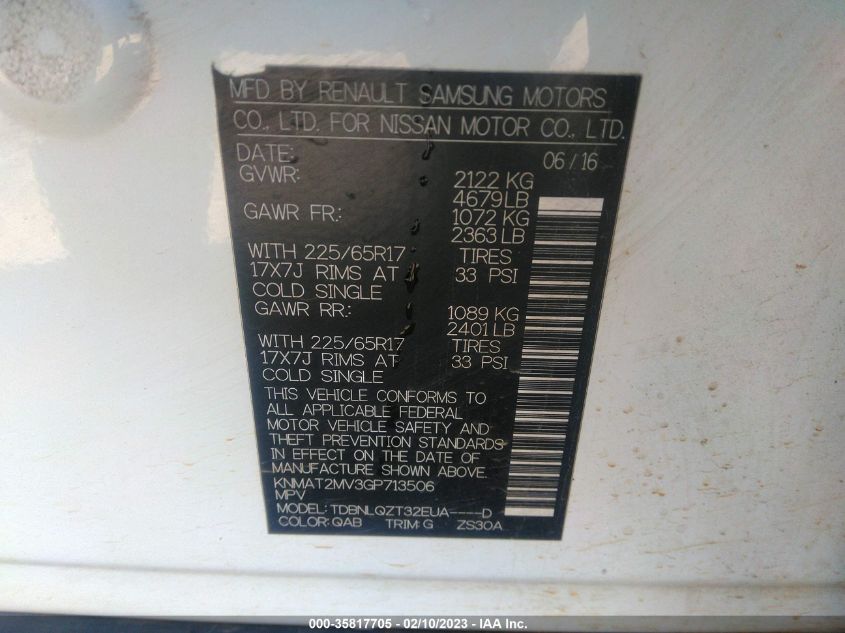 MFD BY RENAULT SAMSUNG MOTORS
CO., LTD. FOR NISSAN MOTOR CO., LTD.
DATE: 06/16
GVWR: 2122 KG
4679 LB
GAWR FR.: 1072 KG
2363 LB
WITH 225/65R17 TIRES
17X7J RIMS AT 33 PSI
COLD SINGLE
GAWR RR.: 1089 KG
2401 LB
WITH 225/65R17 TIRES
17X7J RIMS AT 33 PSI
COLD SINGLE
THIS VEHICLE CONFORMS TO
ALL APPLICABLE FEDERAL
MOTOR VEHICLE SAFETY AND
THEFT PREVENTION STANDARDS
IN EFFECT ON THE DATE OF
MANUFACTURE SHOWN ABOVE.
KNMAT2MV3GP713506
MPV
MODEL: TDBNLQZT32EUA----D
COLOR: QAB TRIM: G ZS30A
000-35817705 — 02/10/2023 — IAA Inc.